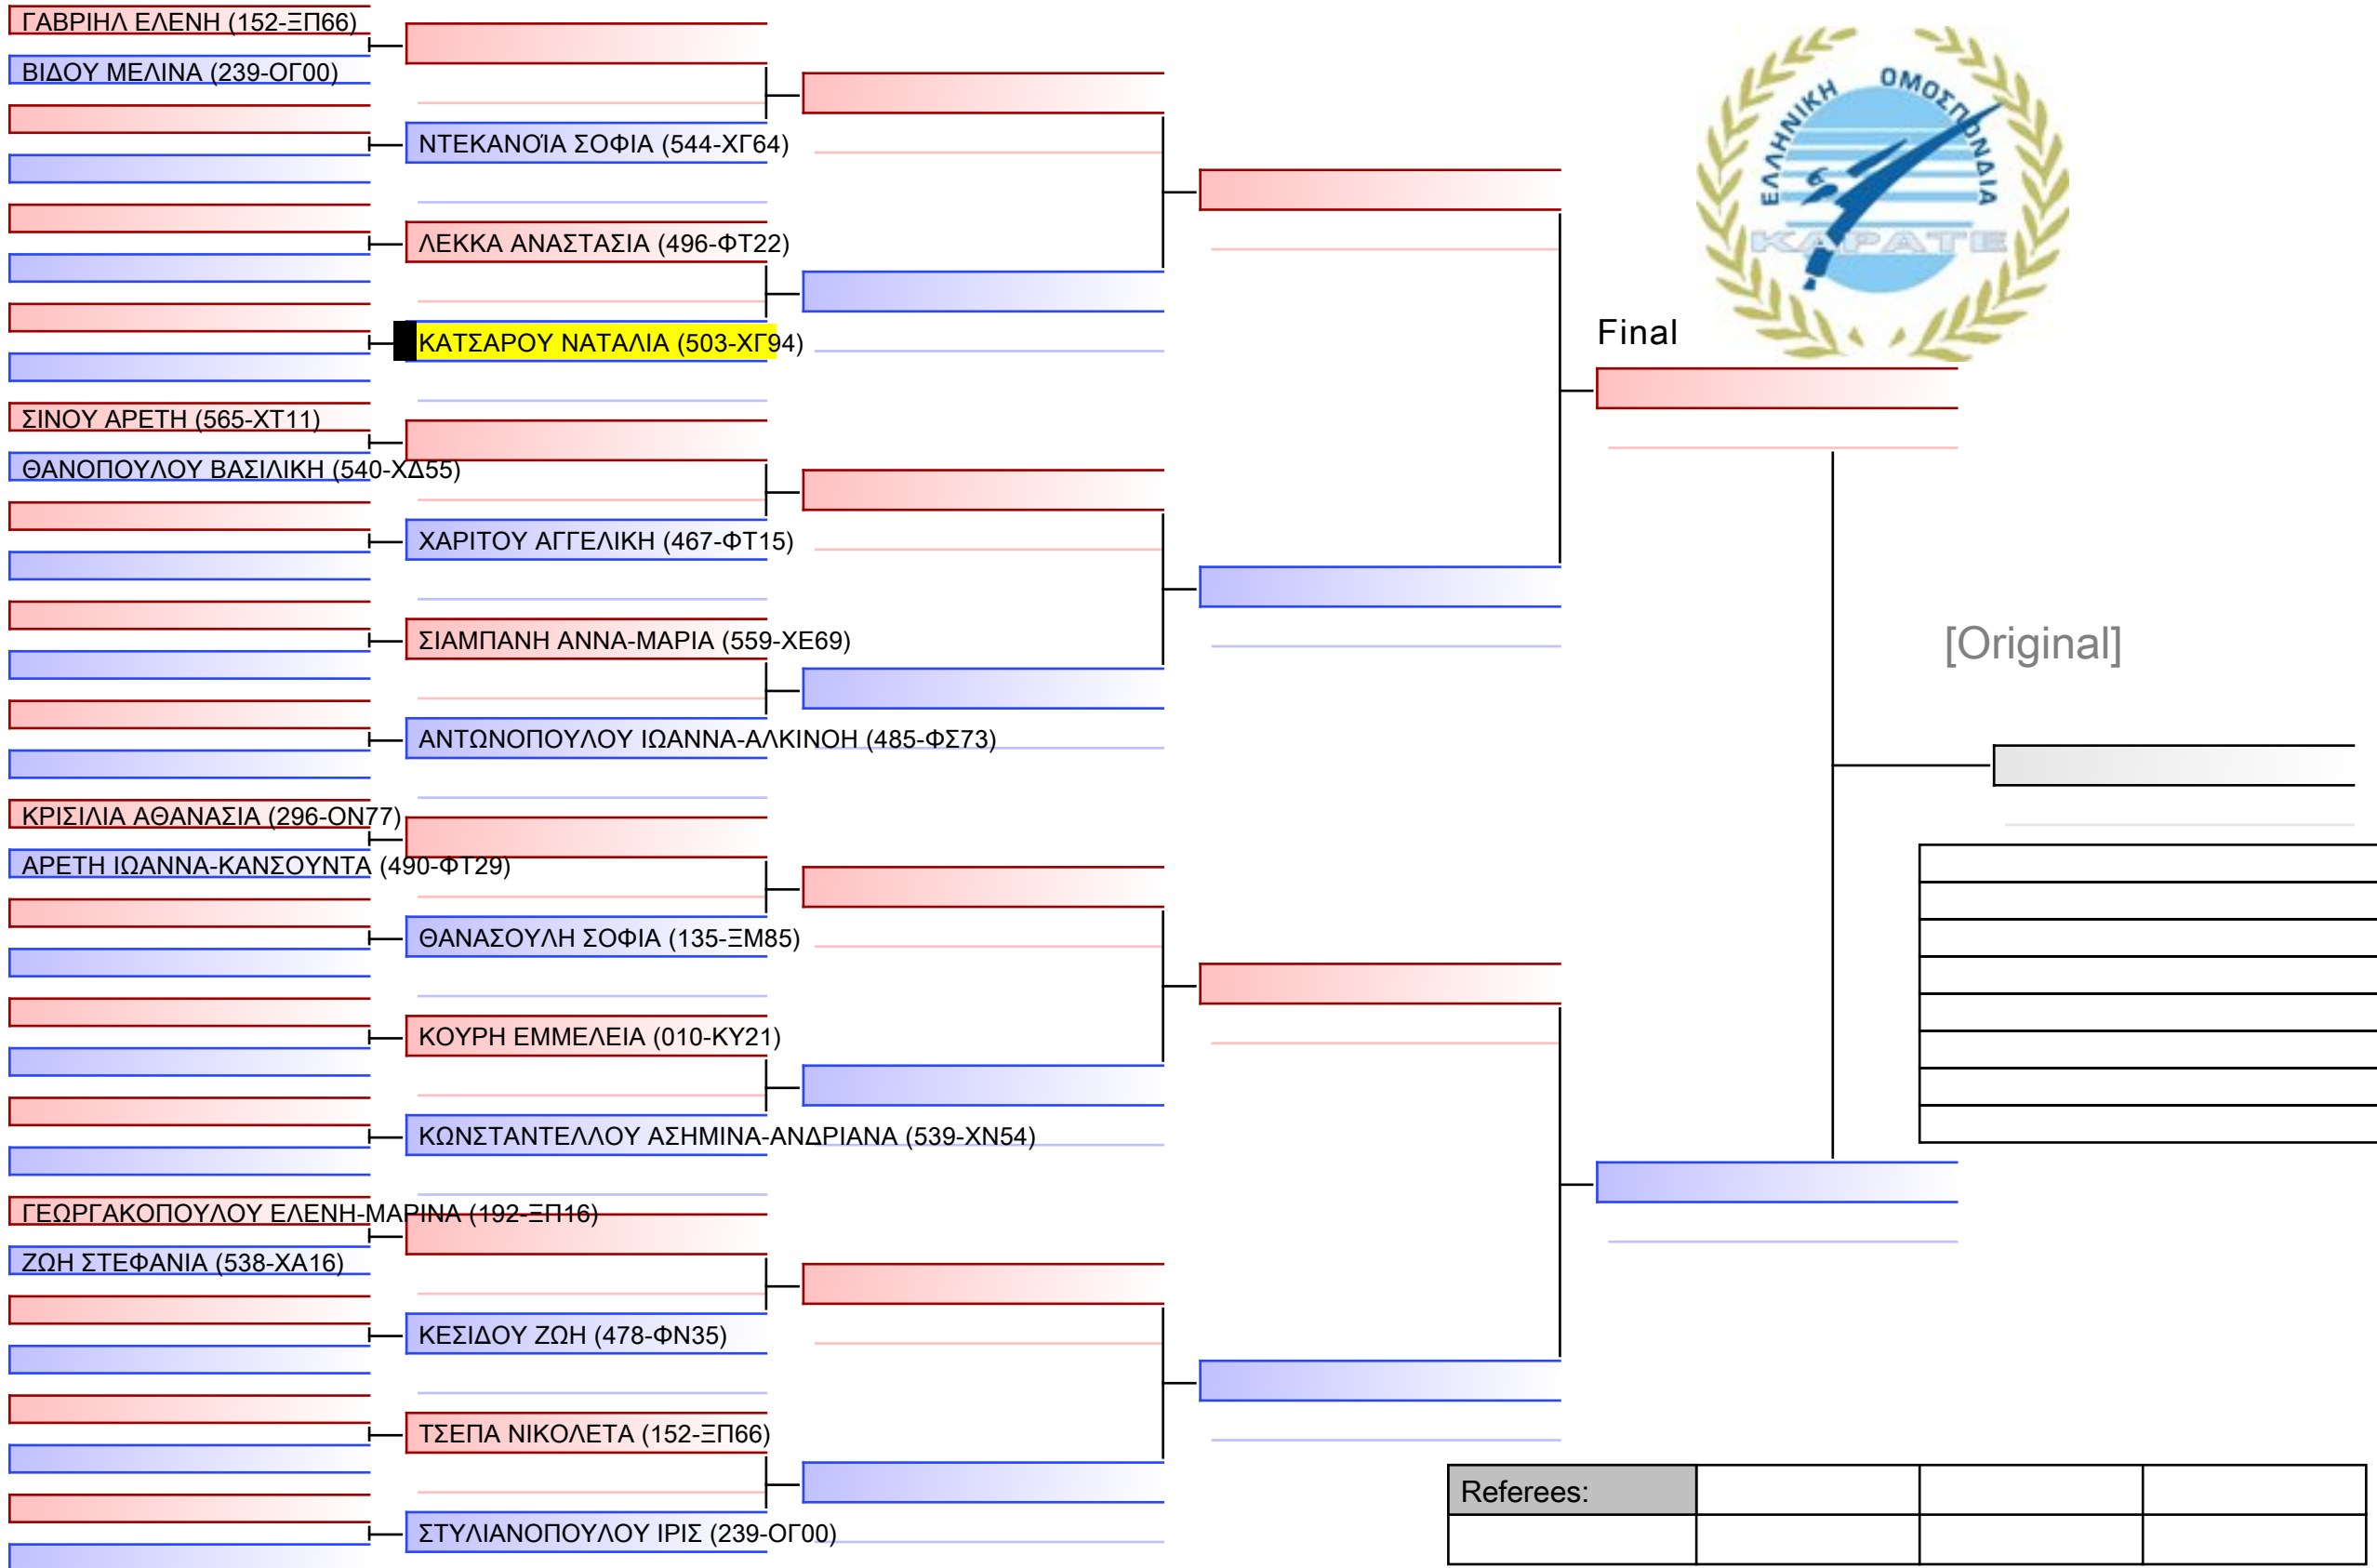 ΓΑΒΡΙΗΛ ΕΛΕΝΗ (152-ΞΠ66)
ΒΙΔΟΥ ΜΕΛΙΝΑ (239-ΟΓ00)
ΝΤΕΚΑΝΟΊΑ ΣΟΦΙΑ (544-ΧΓ64)
ΛΕΚΚΑ ΑΝΑΣΤΑΣΙΑ (496-ΦΤ22)
ΚΑΤΣΑΡΟΥ ΝΑΤΑΛΙΑ (503-ΧΓ94)
ΣΙΝΟΥ ΑΡΕΤΗ (565-ΧΤ11)
ΘΑΝΟΠΟΥΛΟΥ ΒΑΣΙΛΙΚΗ (540-ΧΔ55)
ΧΑΡΙΤΟΥ ΑΓΓΕΛΙΚΗ (467-ΦΤ15)
ΣΙΑΜΠΑΝΗ ΑΝΝΑ-ΜΑΡΙΑ (559-ΧΕ69)
ΑΝΤΩΝΟΠΟΥΛΟΥ ΙΩΑΝΝΑ-ΑΛΚΙΝΟΗ (485-ΦΣ73)
ΚΡΙΣΙΛΙΑ ΑΘΑΝΑΣΙΑ (296-ΟΝ77)
ΑΡΕΤΗ ΙΩΑΝΝΑ-ΚΑΝΣΟΥΝΤΑ (490-ΦΤ29)
ΘΑΝΑΣΟΥΛΗ ΣΟΦΙΑ (135-ΞΜ85)
ΚΟΥΡΗ ΕΜΜΕΛΕΙΑ (010-ΚΥ21)
ΚΩΝΣΤΑΝΤΕΛΛΟΥ ΑΣΗΜΙΝΑ-ΑΝΔΡΙΑΝΑ (539-ΧΝ54)
ΓΕΩΡΓΑΚΟΠΟΥΛΟΥ ΕΛΕΝΗ-ΜΑΡΙΝΑ (192-ΞΠ16)
ΖΩΗ ΣΤΕΦΑΝΙΑ (538-ΧΑ16)
ΚΕΣΙΔΟΥ ΖΩΗ (478-ΦΝ35)
ΤΣΕΠΑ ΝΙΚΟΛΕΤΑ (152-ΞΠ66)
ΣΤΥΛΙΑΝΟΠΟΥΛΟΥ ΙΡΙΣ (239-ΟΓ00)
ΕΛΛΗΝΙΚΗ ΟΜΟΣΠΟΝΔΙΑ
ΚΑΡΑΤΕ
Final
[Original]
Referees: